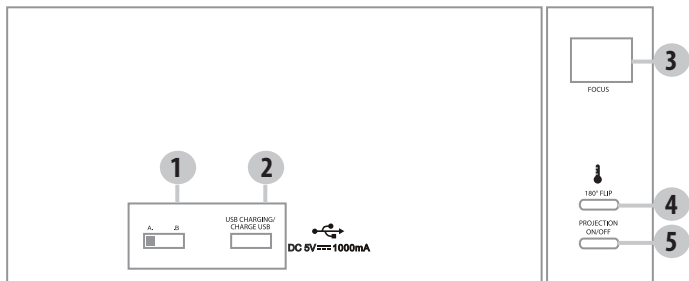 3
FOCUS
1
2
A. .B
USB CHARGING/
CHARGE USB
DC 5V⎓1000mA
180° FLIP
4
PROJECTION
ON/OFF
5